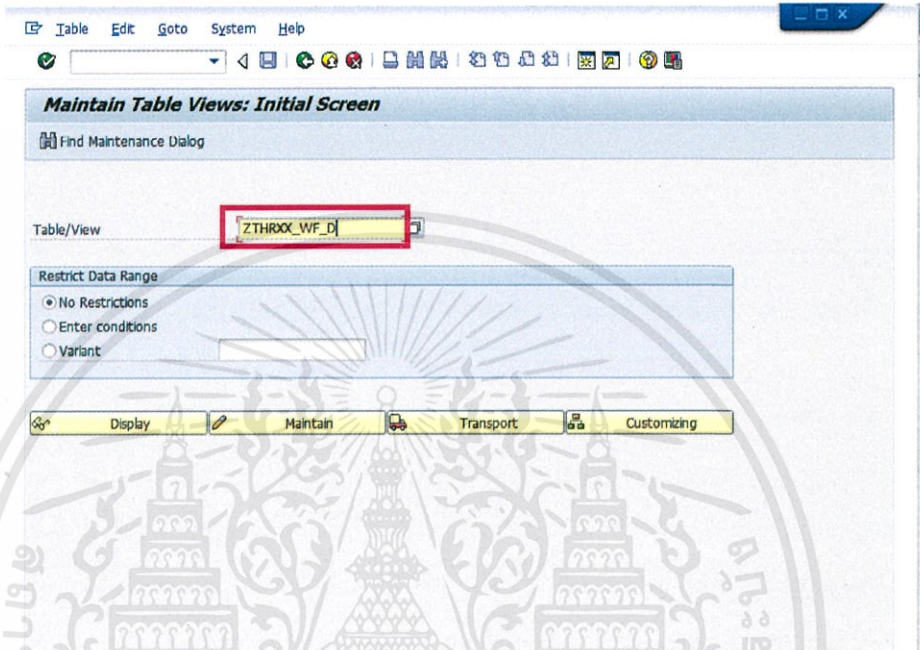 Table Edit Goto System Help
Maintain Table Views: Initial Screen
Find Maintenance Dialog
Table/View ZTHRXX_WF_D
Restrict Data Range
No Restrictions
Enter conditions
Variant
Display Maintain Transport Customizing